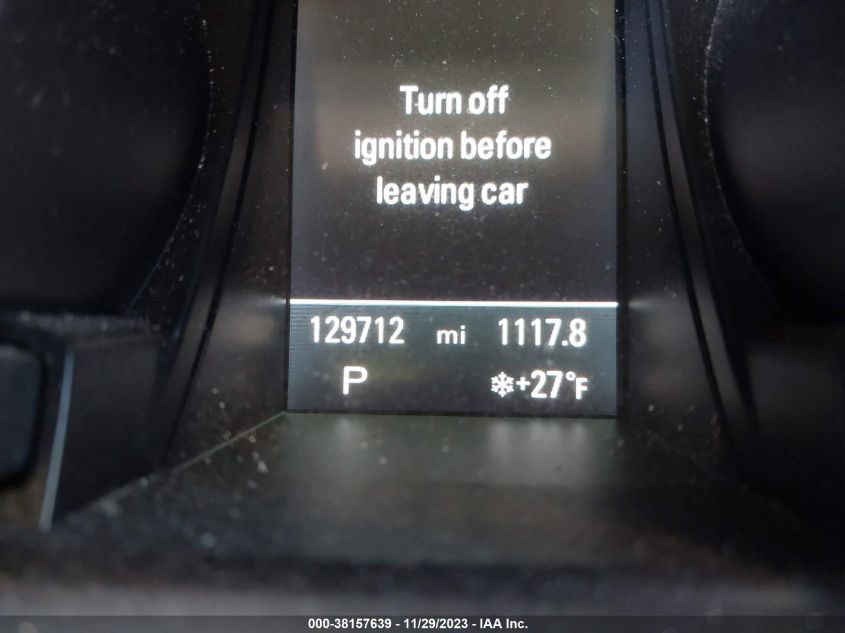 Turn off
ignition before
leaving car
129712 mi 1117.8
P ❄+27°F
000-38157639 - 11/29/2023 - IAA Inc.